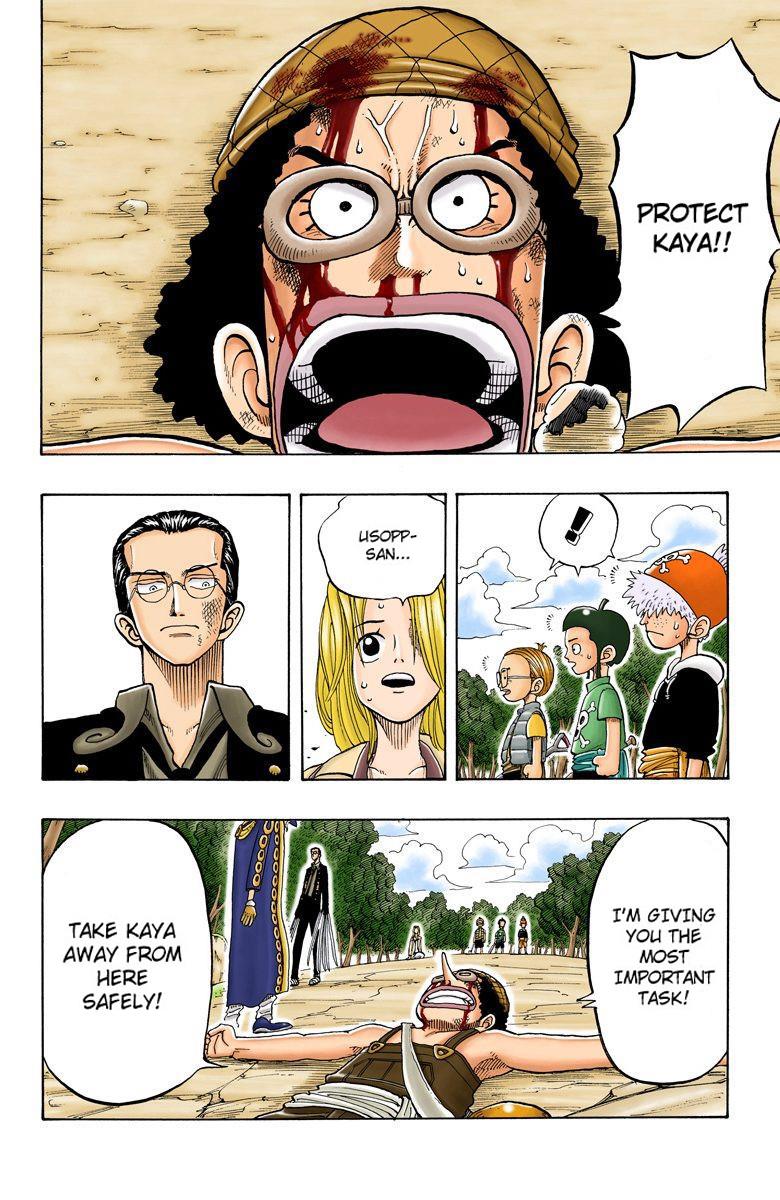 PROTECT
KAYA!!
USOPP-
SAN...
!
I'M GIVING
YOU THE
MOST
IMPORTANT
TASK!
TAKE KAYA
AWAY FROM
HERE
SAFELY!